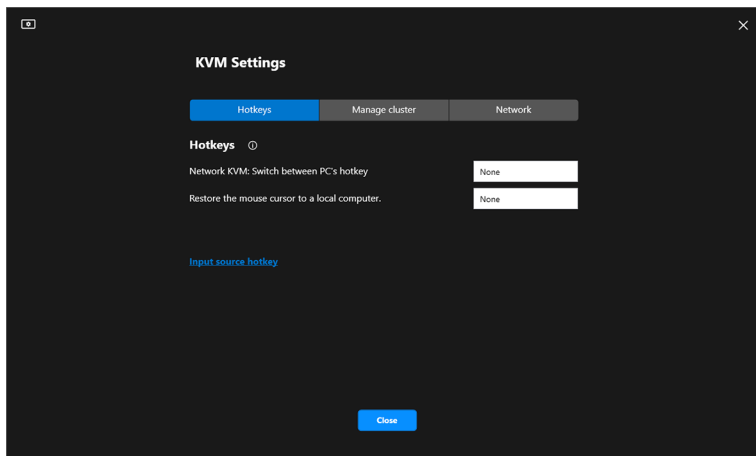 KVM Settings
Hotkeys
Manage cluster
Network
Hotkeys
Network KVM: Switch between PC's hotkey
None
Restore the mouse cursor to a local computer.
None
Input source hotkey
Close